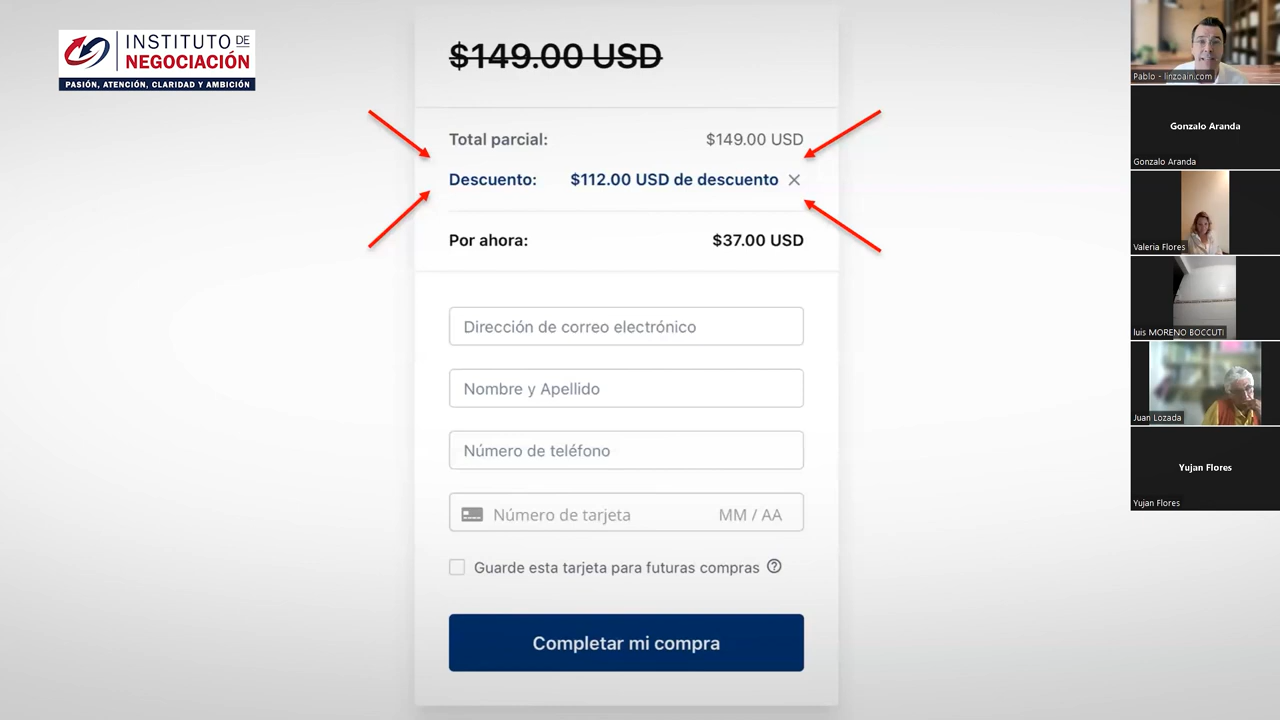 INSTITUTO DE
NEGOCIACIÓN
PASIÓN, ATENCIÓN, CLARIDAD Y AMBICIÓN
$149.00 USD
Total parcial: $149.00 USD
Descuento: $112.00 USD de descuento
Por ahora: $37.00 USD
Dirección de correo electrónico
Nombre y Apellido
Número de teléfono
Número de tarjeta MM / AA
Guarde esta tarjeta para futuras compras
Completar mi compra
Pablo - linzoain.com
Gonzalo Aranda
Gonzalo Aranda
Valeria Flores
luis MORENO BOCCUTI
Juan Lozada
Yujan Flores
Yujan Flores